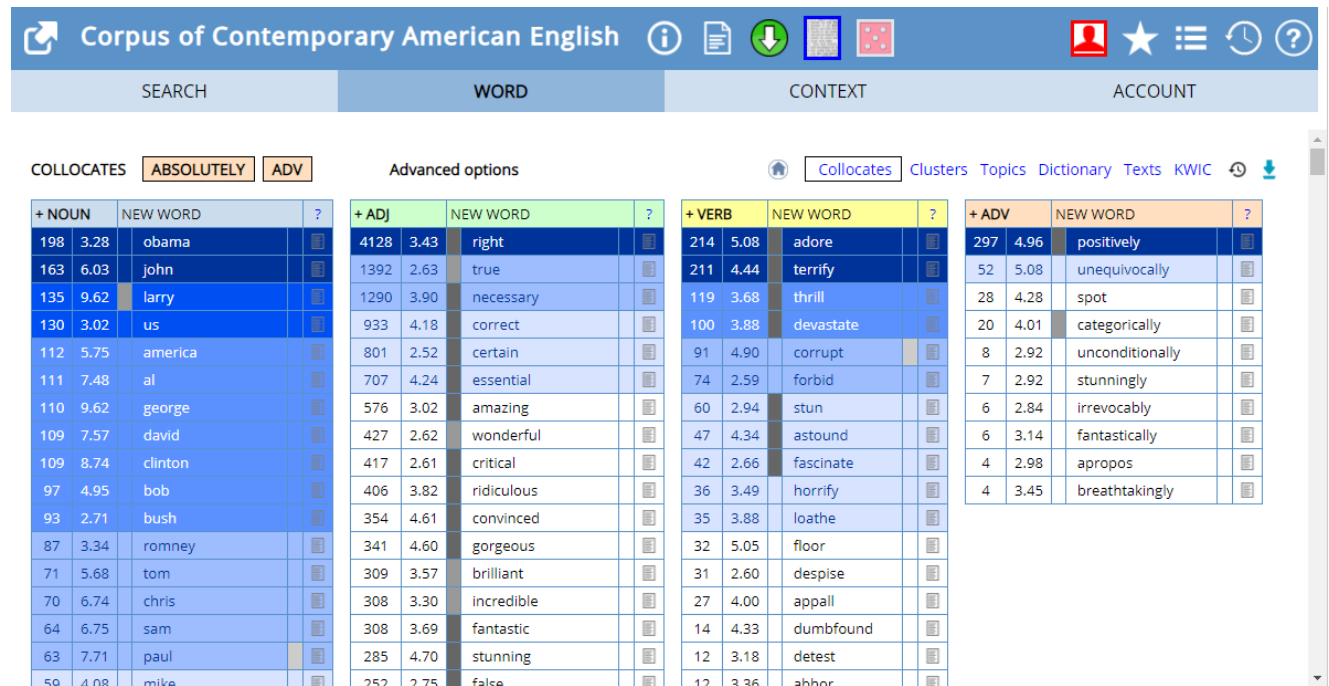 Corpus of Contemporary American English
SEARCH WORD CONTEXT ACCOUNT
COLLOCATES ABSOLUTELY ADV Advanced options Collocates Clusters Topics Dictionary Texts KWIC
+ NOUN NEW WORD ? + ADJ NEW WORD ? + VERB NEW WORD ? + ADV NEW WORD ?
198 3.28 obama 4128 3.43 right 214 5.08 adore 297 4.96 positively
163 6.03 john 1392 2.63 true 211 4.44 terrify 52 5.08 unequivocally
135 9.62 larry 1290 3.90 necessary 119 3.68 thrill 28 4.28 spot
130 3.02 us 933 4.18 correct 100 3.88 devastate 20 4.01 categorically
112 5.75 america 801 2.52 certain 91 4.90 corrupt 8 2.92 unconditionally
111 7.48 al 707 4.24 essential 74 2.59 forbid 7 2.92 stunningly
110 9.62 george 576 3.02 amazing 60 2.94 stun 6 2.84 irrevocably
109 7.57 david 427 2.62 wonderful 47 4.34 astound 6 3.14 fantastically
109 8.74 clinton 417 2.61 critical 42 2.66 fascinate 4 2.98 apropos
97 4.95 bob 406 3.82 ridiculous 36 3.49 horrify 4 3.45 breathtakingly
93 2.71 bush 354 4.61 convinced 35 3.88 loathe
87 3.34 romney 341 4.60 gorgeous 32 5.05 floor
71 5.68 tom 309 3.57 brilliant 31 2.60 despise
70 6.74 chris 308 3.30 incredible 27 4.00 appall
64 6.75 sam 308 3.69 fantastic 14 4.33 dumbfound
63 7.71 paul 285 4.70 stunning 12 3.18 detest
59 4.08 mike 252 2.75 false 12 3.36 abhor